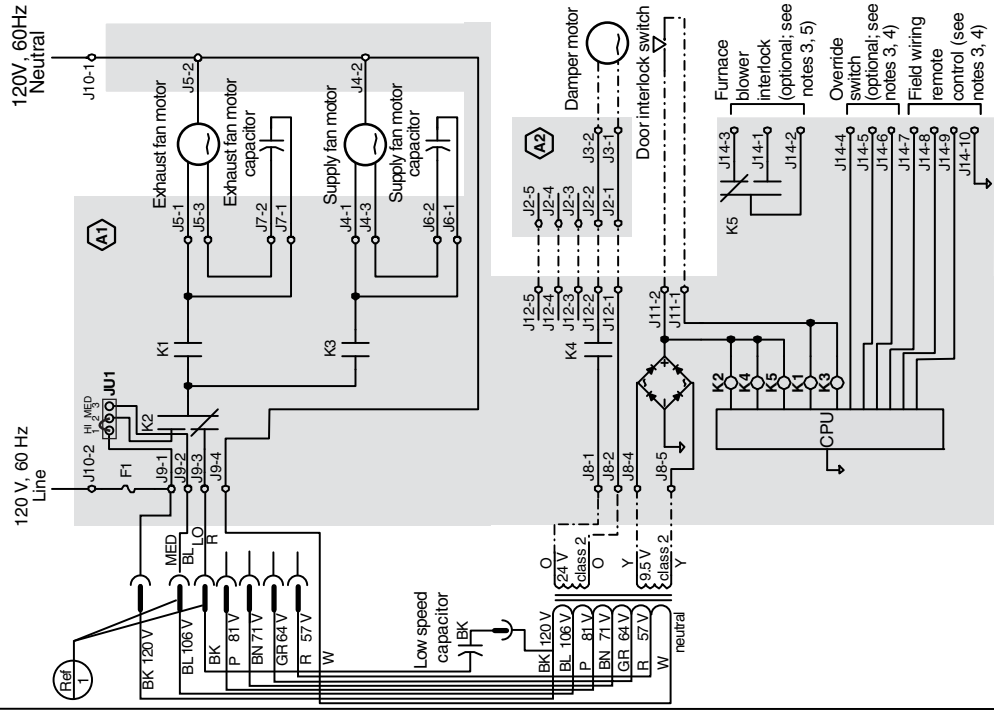 120V, 60Hz
Neutral
J10-1
J5-2
J4-2
Exhaust fan motor
Exhaust fan motor
capacitor
Supply fan motor
Supply fan motor
capacitor
J5-1
J5-3
J7-2
J7-1
J4-1
J4-3
J6-2
J6-1
A1
K1
K3
JU1
HI MED
1 2 3
K2
120 V, 60 Hz
Line
J10-2
F1
J9-1
J9-2
J9-3
J9-4
MED
BL
LO
R
Ref
1
BK 120 V
BL 106 V
BK
P 81 V
BN 71 V
GR 64 V
R 57 V
W
Low speed
capacitor
BK
BK 120 V
BL 106 V
P 81 V
BN 71 V
GR 64 V
R 57 V
W
neutral
O
24 V
class 2
O
Y
9.5 V
class 2
Y
J8-1
J8-2
J8-4
J8-5
K4
J12-5
J12-4
J12-3
J12-2
J12-1
J11-2
J11-1
A2
J2-5
J2-4
J2-3
J2-2
J2-1
J3-2
J3-1
Damper motor
Door interlock switch
K2
K4
K5
K1
K3
CPU
K5
J14-3
J14-1
J14-2
J14-4
J14-5
J14-6
J14-7
J14-8
J14-9
J14-10
Furnace
blower
interlock
(optional; see
notes 3, 5)
Override
switch
(optional; see
notes 3, 4)
Field wiring
remote
control (see
notes 3, 4)